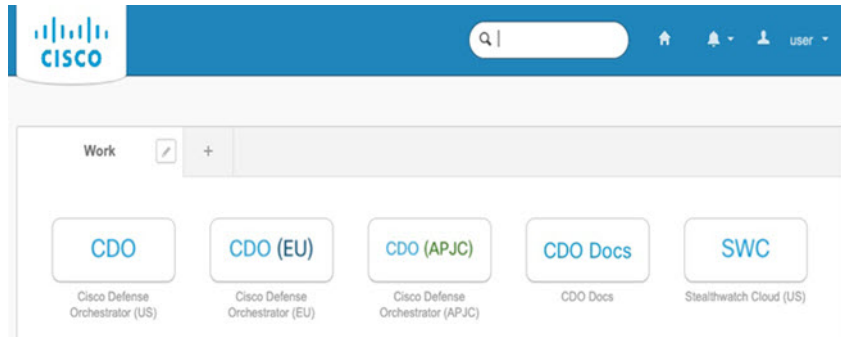 CISCO
user
Work
+
CDO
CDO (EU)
CDO (APJC)
CDO Docs
SWC
Cisco Defense
Orchestrator (US)
Cisco Defense
Orchestrator (EU)
Cisco Defense
Orchestrator (APJC)
CDO Docs
Stealthwatch Cloud (US)